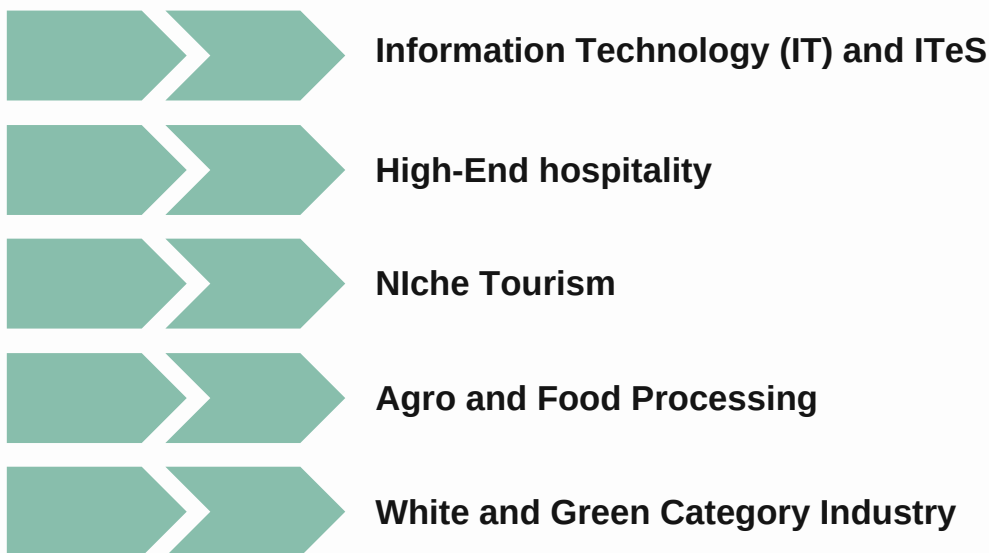 Information Technology (IT) and ITeS
High-End hospitality
NIche Tourism
Agro and Food Processing
White and Green Category Industry